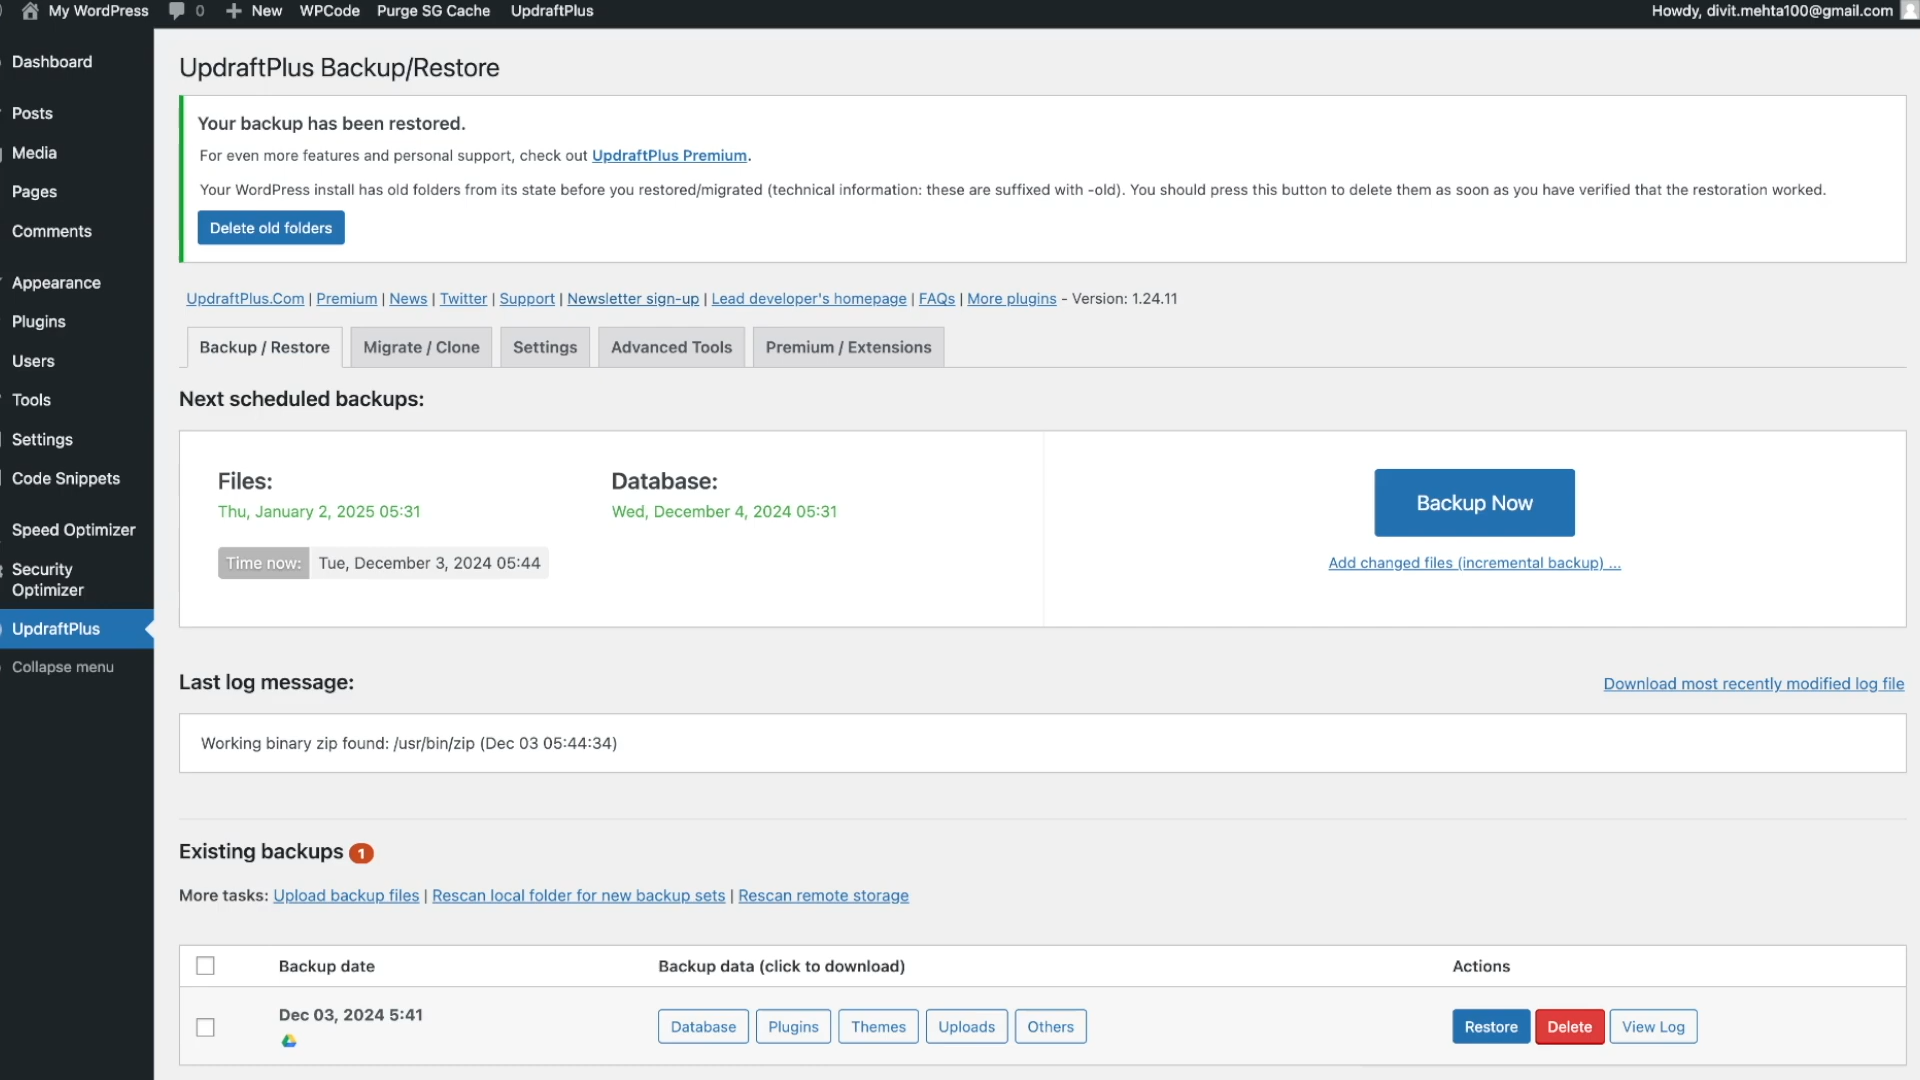 My WordPress 0 New WPCode Purge SG Cache UpdraftPlus Howdy, divit.mehta100@gmail.com
Dashboard
Posts
Media
Pages
Comments
Appearance
Plugins
Users
Tools
Settings
Code Snippets
Speed Optimizer
Security
Optimizer
UpdraftPlus
Collapse menu
UpdraftPlus Backup/Restore
Your backup has been restored.
For even more features and personal support, check out UpdraftPlus Premium.
Your WordPress install has old folders from its state before you restored/migrated (technical information: these are suffixed with -old). You should press this button to delete them as soon as you have verified that the restoration worked.
Delete old folders
UpdraftPlus.Com | Premium | News | Twitter | Support | Newsletter sign-up | Lead developer's homepage | FAQs | More plugins - Version: 1.24.11
Backup / Restore Migrate / Clone Settings Advanced Tools Premium / Extensions
Next scheduled backups:
Files: Database:
Thu, January 2, 2025 05:31 Wed, December 4, 2024 05:31
Time now: Tue, December 3, 2024 05:44
Backup Now
Add changed files (incremental backup) ...
Last log message: Download most recently modified log file
Working binary zip found: /usr/bin/zip (Dec 03 05:44:34)
Existing backups 1
More tasks: Upload backup files | Rescan local folder for new backup sets | Rescan remote storage
Backup date Backup data (click to download) Actions
Dec 03, 2024 5:41 Database Plugins Themes Uploads Others Restore Delete View Log